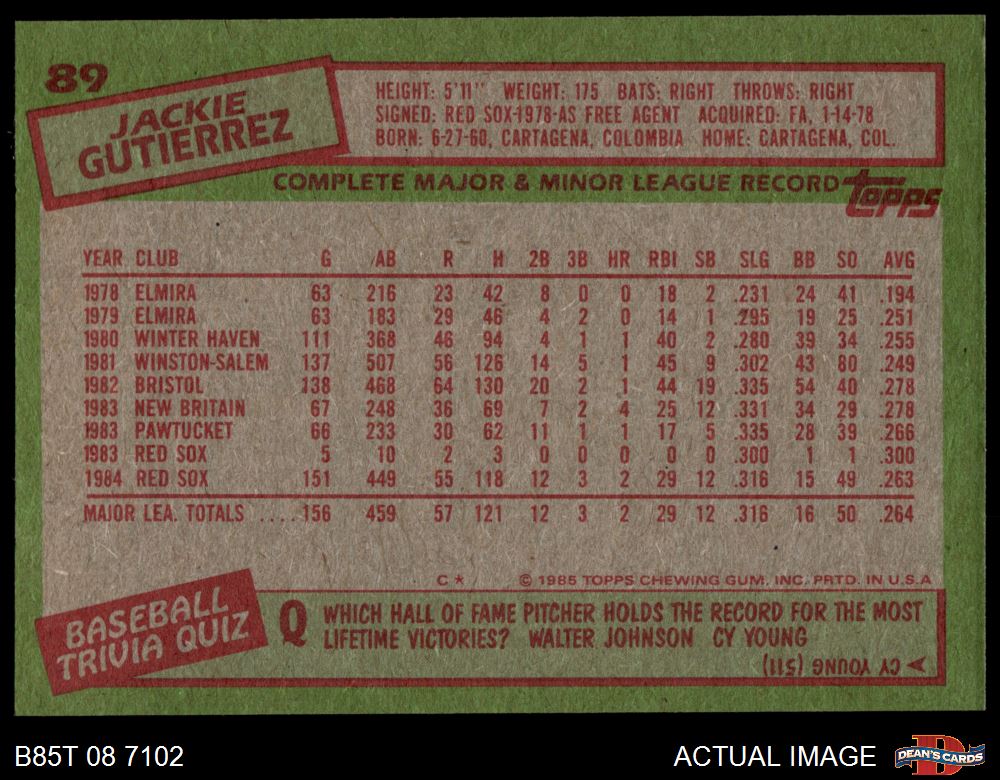 89
JACKIE
GUTIERREZ
HEIGHT: 5'11" WEIGHT: 175 BATS: RIGHT THROWS: RIGHT
SIGNED: RED SOX-1978-AS FREE AGENT ACQUIRED: FA, 1-14-78
BORN: 6-27-60, CARTAGENA, COLOMBIA HOME: CARTAGENA, COL.
COMPLETE MAJOR & MINOR LEAGUE RECORD topps
YEAR CLUB G AB R H 2B 3B HR RBI SB SLG BB SO AVG
1978 ELMIRA 63 216 23 42 8 0 0 18 2 .231 24 41 .194
1979 ELMIRA 63 183 29 46 4 2 0 14 1 .295 19 25 .251
1980 WINTER HAVEN 111 368 46 94 4 1 1 40 2 .280 39 34 .255
1981 WINSTON-SALEM 137 507 56 126 14 5 1 45 9 .302 43 80 .249
1982 BRISTOL 138 468 64 130 20 2 1 44 19 .335 54 40 .278
1983 NEW BRITAIN 67 248 36 69 7 2 4 25 12 .331 34 29 .278
1983 PAWTUCKET 66 233 30 62 11 1 1 17 5 .335 28 39 .266
1983 RED SOX 5 10 2 3 0 0 0 0 0 .300 1 1 .300
1984 RED SOX 151 449 55 118 12 3 2 29 12 .316 15 49 .263
MAJOR LEA. TOTALS .... 156 459 57 121 12 3 2 29 12 .316 16 50 .264
C * © 1985 TOPPS CHEWING GUM, INC. PRTD. IN U.S.A
BASEBALL
TRIVIA QUIZ
Q WHICH HALL OF FAME PITCHER HOLDS THE RECORD FOR THE MOST
LIFETIME VICTORIES? WALTER JOHNSON CY YOUNG
CY YOUNG (511)
B85T 08 7102
ACTUAL IMAGE
DEAN'S CARDS